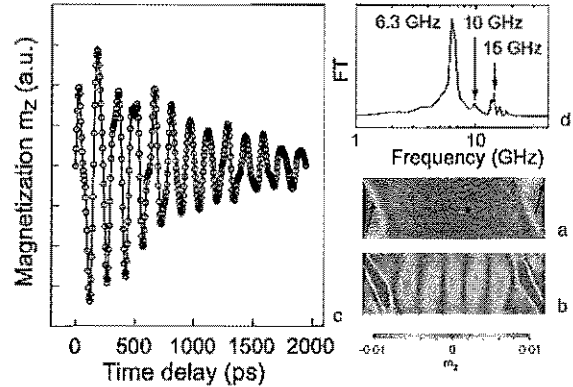 Magnetization m_z (a.u.)
0 500 1000 1500 2000
Time delay (ps)
c
6.3 GHz
10 GHz
15 GHz
FT
d
1 10
Frequency (GHz)
a
b
-0.01 0 0.01
m_z